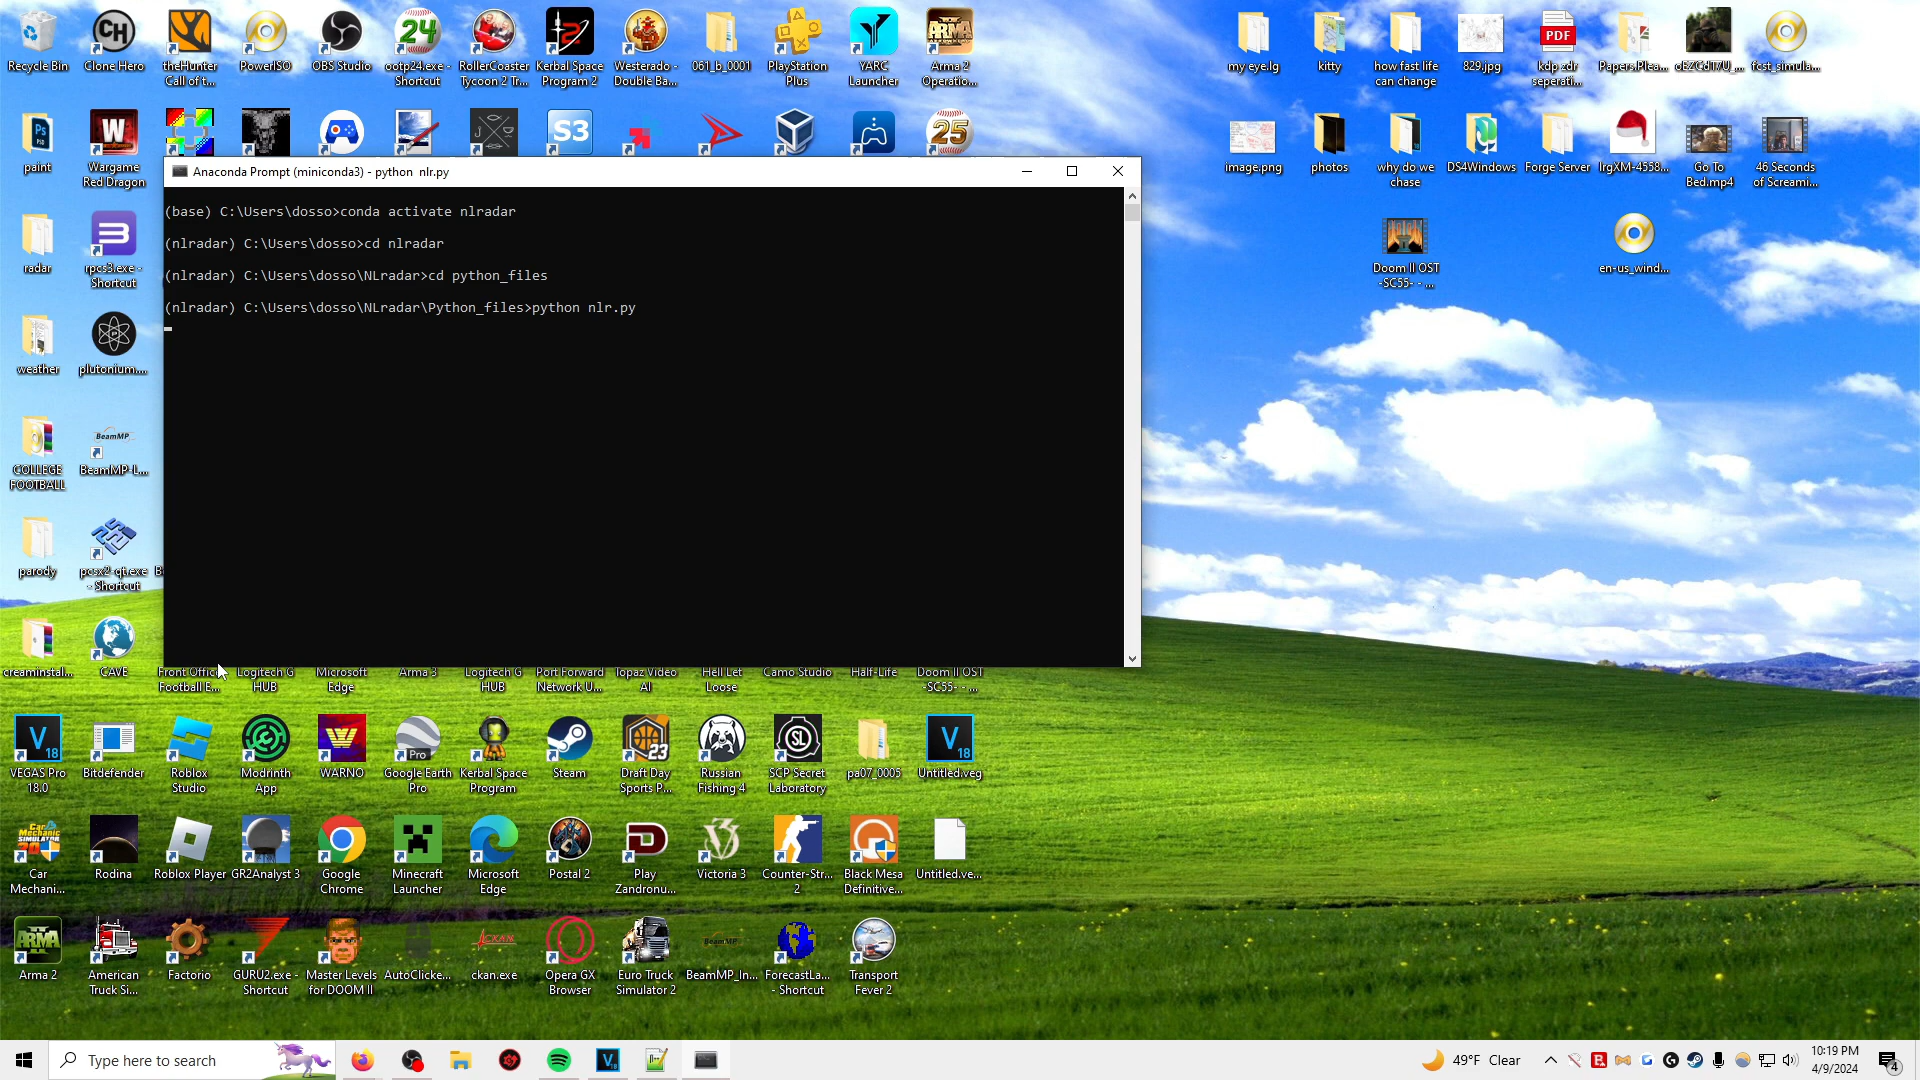 Recycle Bin
Clone Hero
theHunter
Call of t...
PowerISO
OBS Studio
ootp24.exe -
Shortcut
RollerCoaster
Tycoon 2 Tr...
Kerbal Space
Program 2
Westerado -
Double Ba...
061_b_0001
PlayStation
Plus
YARC
Launcher
Arma 2
Operatio...
my eye.lg
kitty
how fast life
can change
829.jpg
PDF
kdp zdr
seperati...
Papers.Plea...
fcst_simula...
paint
Wargame
Red Dragon
S3
25
image.png
photos
why do we
chase
DS4Windows
Forge Server
lrgXM-4558...
Go To
Bed.mp4
46 Seconds
of Screami...
Anaconda Prompt (miniconda3) - python  nlr.py
(base) C:\Users\dosso>conda activate nlradar
(nlradar) C:\Users\dosso>cd nlradar
(nlradar) C:\Users\dosso\NLradar>cd python_files
(nlradar) C:\Users\dosso\NLradar\Python_files>python nlr.py
radar
rpcs3.exe -
Shortcut
Doom II OST
-SC55- - ...
en-us_wind...
weather
plutonium....
COLLEGE
FOOTBALL
BeamMP
BeamMP-L...
parody
pcsx2-qt.exe
- Shortcut
creaminstal...
CAVE
Front Offic
Football E...
Logitech G
HUB
Microsoft
Edge
Arma 3
Logitech G
HUB
Port Forward
Network U...
Topaz Video
AI
Hell Let
Loose
Camo Studio
Half-Life
Doom II OST
-SC55- - ...
VEGAS Pro
18.0
Bitdefender
Roblox
Studio
Modrinth
App
WARNO
Google Earth
Pro
Kerbal Space
Program
Steam
Draft Day
Sports P...
Russian
Fishing 4
SCP Secret
Laboratory
pa07_0005
Untitled.veg
Car
Mechani...
Rodina
Roblox Player
GR2Analyst 3
Google
Chrome
Minecraft
Launcher
Microsoft
Edge
Postal 2
Play
Zandronu...
Victoria 3
Counter-Str...
2
Black Mesa
Definitive...
Untitled.ve...
Arma 2
American
Truck Si...
Factorio
GURU2.exe -
Shortcut
Master Levels
for DOOM II
AutoClicke...
ckan.exe
Opera GX
Browser
Euro Truck
Simulator 2
BeamMP_In...
ForecastLa...
- Shortcut
Transport
Fever 2
Type here to search
49°F Clear
10:19 PM
4/9/2024
4